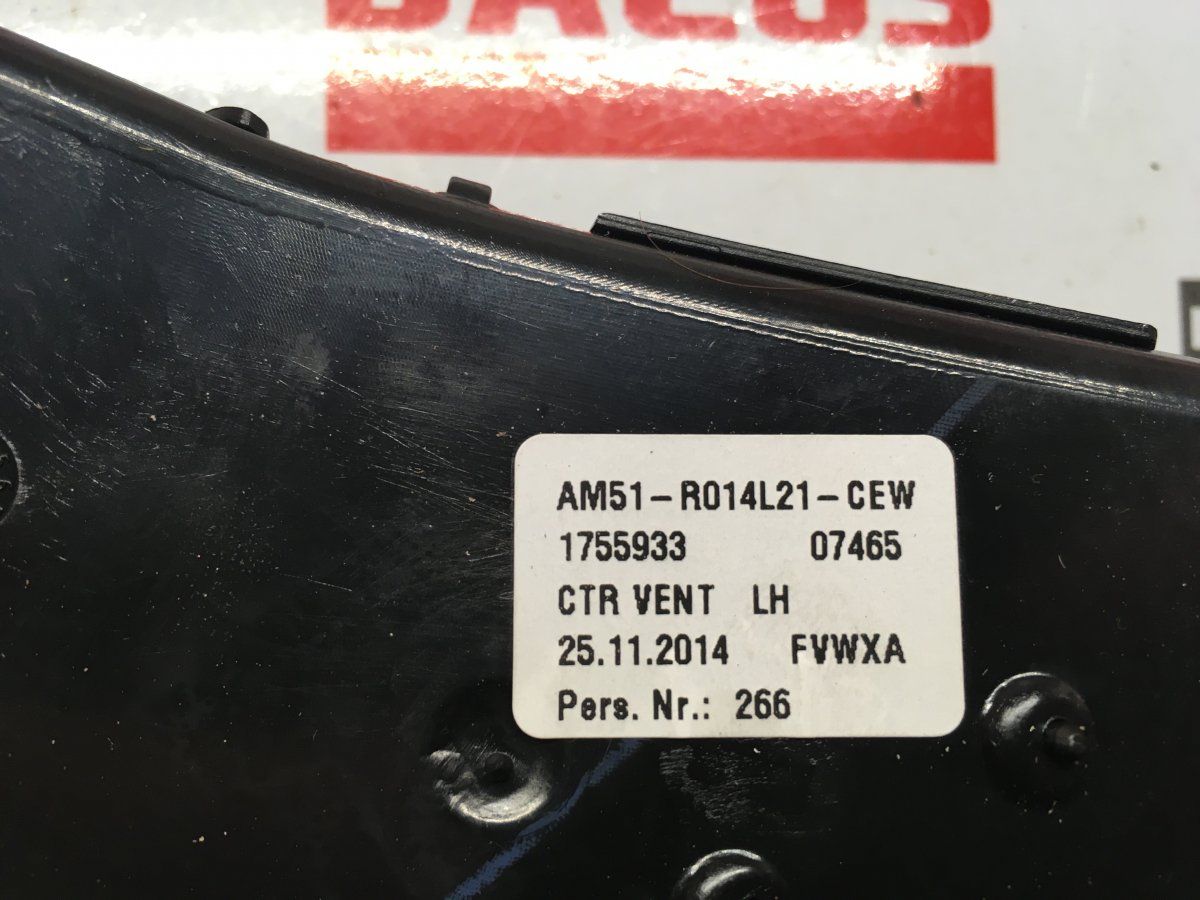 AM51-R014L21-CEW
1755933 07465
CTR VENT LH
25.11.2014 FVWXA
Pers. Nr.: 266